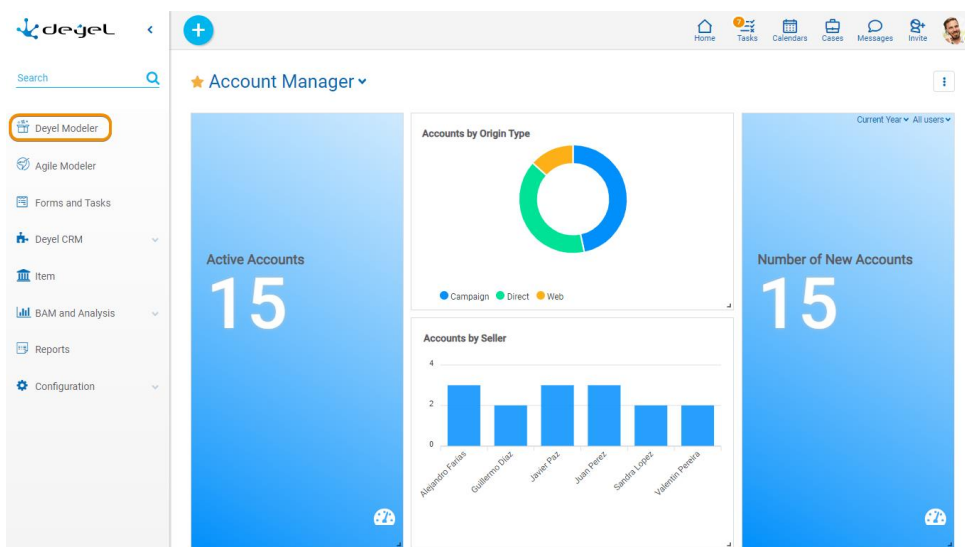 deyel
Home
7
Tasks
Calendars
Cases
Messages
Invite
Search
Account Manager
Deyel Modeler
Agile Modeler
Forms and Tasks
Deyel CRM
Item
BAM and Analysis
Reports
Configuration
Active Accounts
15
Accounts by Origin Type
Campaign Direct Web
Accounts by Seller
4
2
0
Alejandro Farias
Guillermo Diaz
Javier Paz
Juan Perez
Sandra Lopez
Valentin Pereira
Current Year All users
Number of New Accounts
15